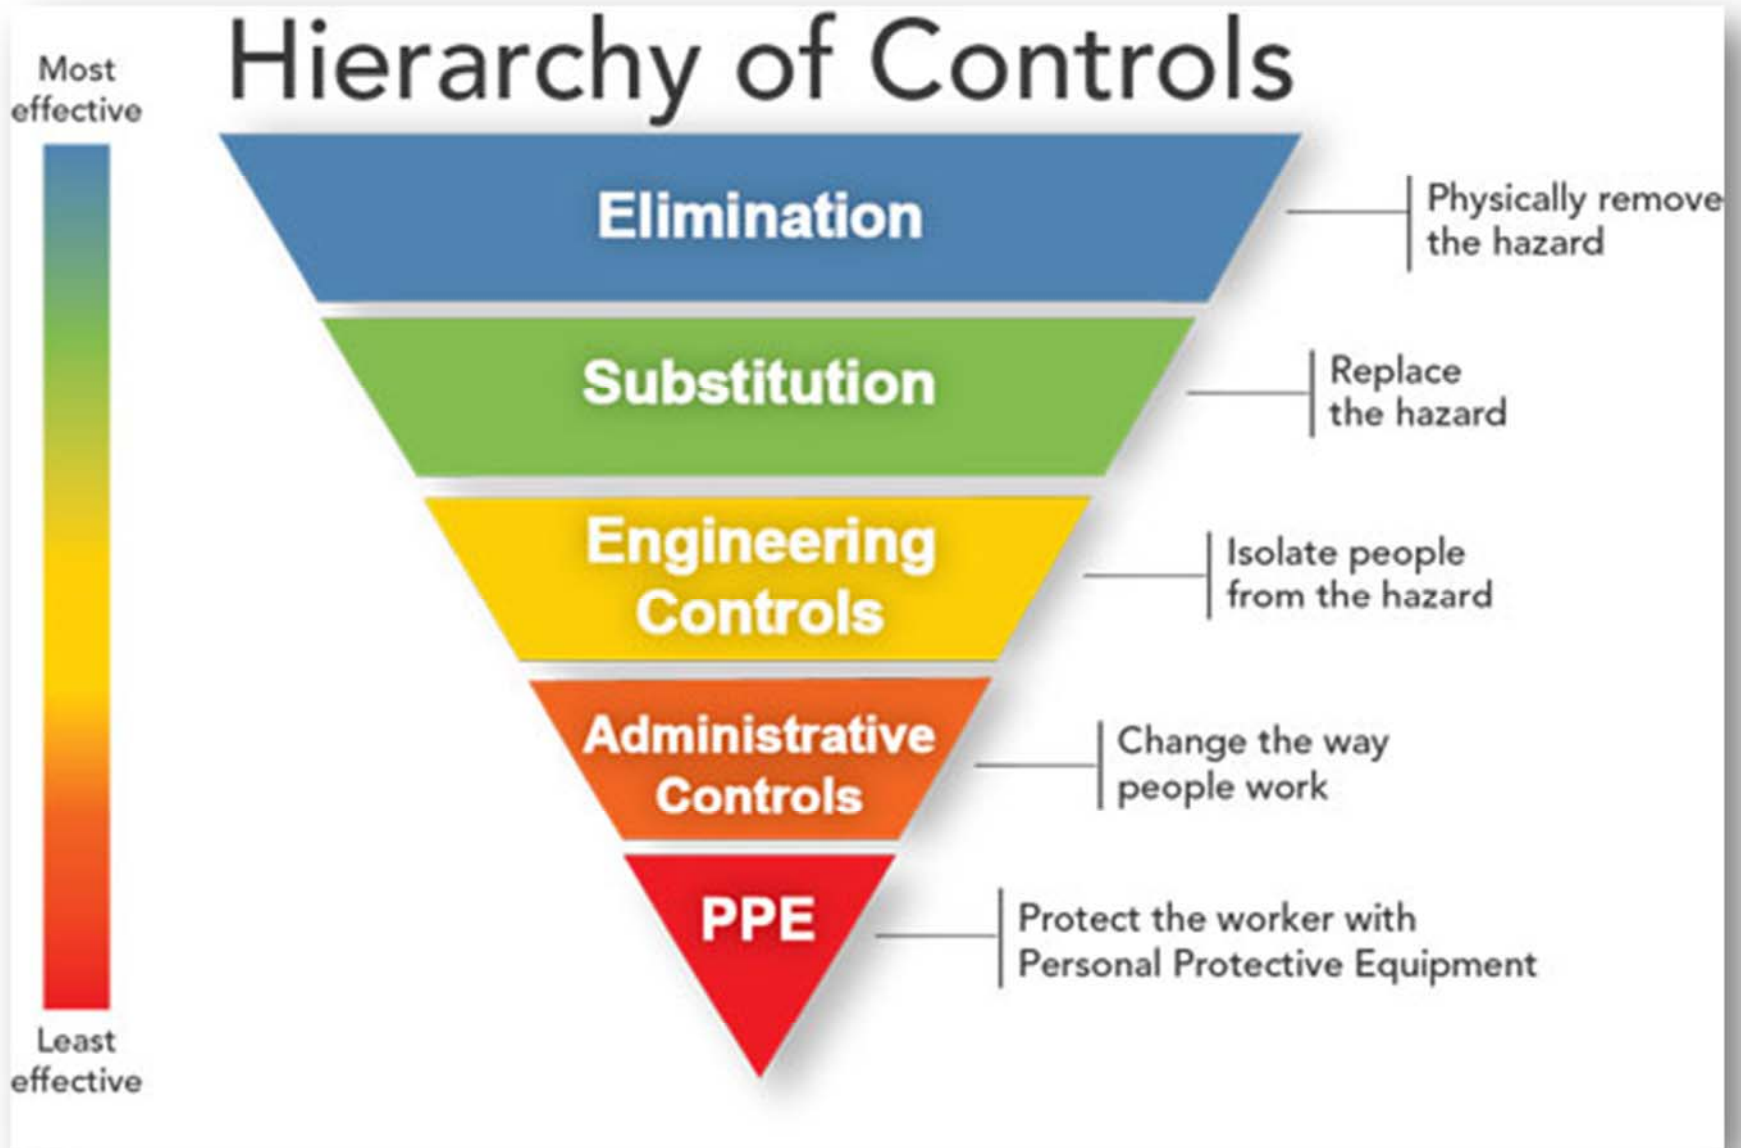 Hierarchy of Controls
Most
effective
Elimination
Physically remove
the hazard
Substitution
Replace
the hazard
Engineering
Controls
Isolate people
from the hazard
Administrative
Controls
Change the way
people work
PPE
Protect the worker with
Personal Protective Equipment
Least
effective